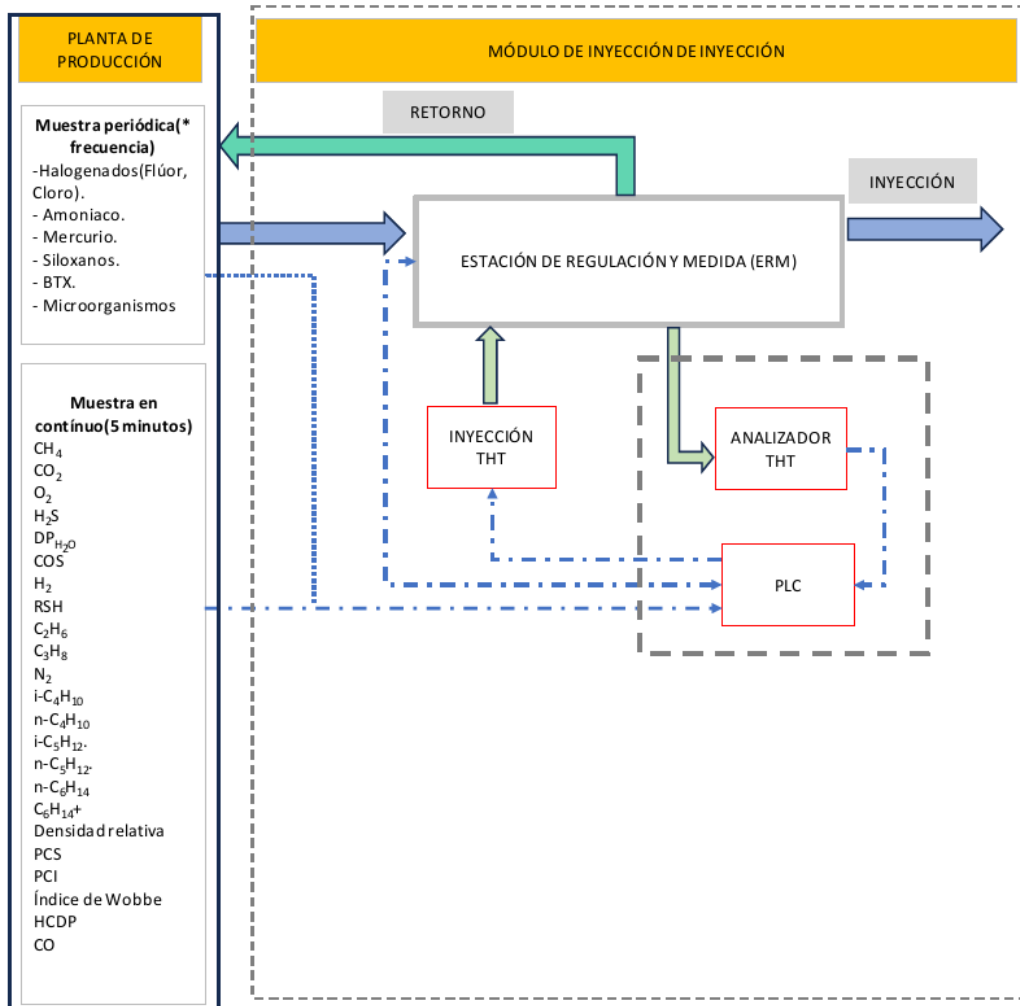 PLANTA DE
PRODUCCIÓN
MÓDULO DE INYECCIÓN DE INYECCIÓN
Muestra periódica(*
frecuencia)
-Halogenados(Flúor,
Cloro).
- Amoniaco.
- Mercurio.
- Siloxanos.
- BTX.
- Microorganismos
RETORNO
INYECCIÓN
ESTACIÓN DE REGULACIÓN Y MEDIDA (ERM)
INYECCIÓN
THT
ANALIZADOR
THT
PLC
Muestra en
contínuo(5 minutos)
CH₄
CO₂
O₂
H₂S
DP_H₂O
COS
H₂
RSH
C₂H₆
C₃H₈
N₂
i-C₄H₁₀
n-C₄H₁₀
i-C₅H₁₂.
n-C₅H₁₂.
n-C₆H₁₄
C₆H₁₄+
Densidad relativa
PCS
PCI
Índice de Wobbe
HCDP
CO